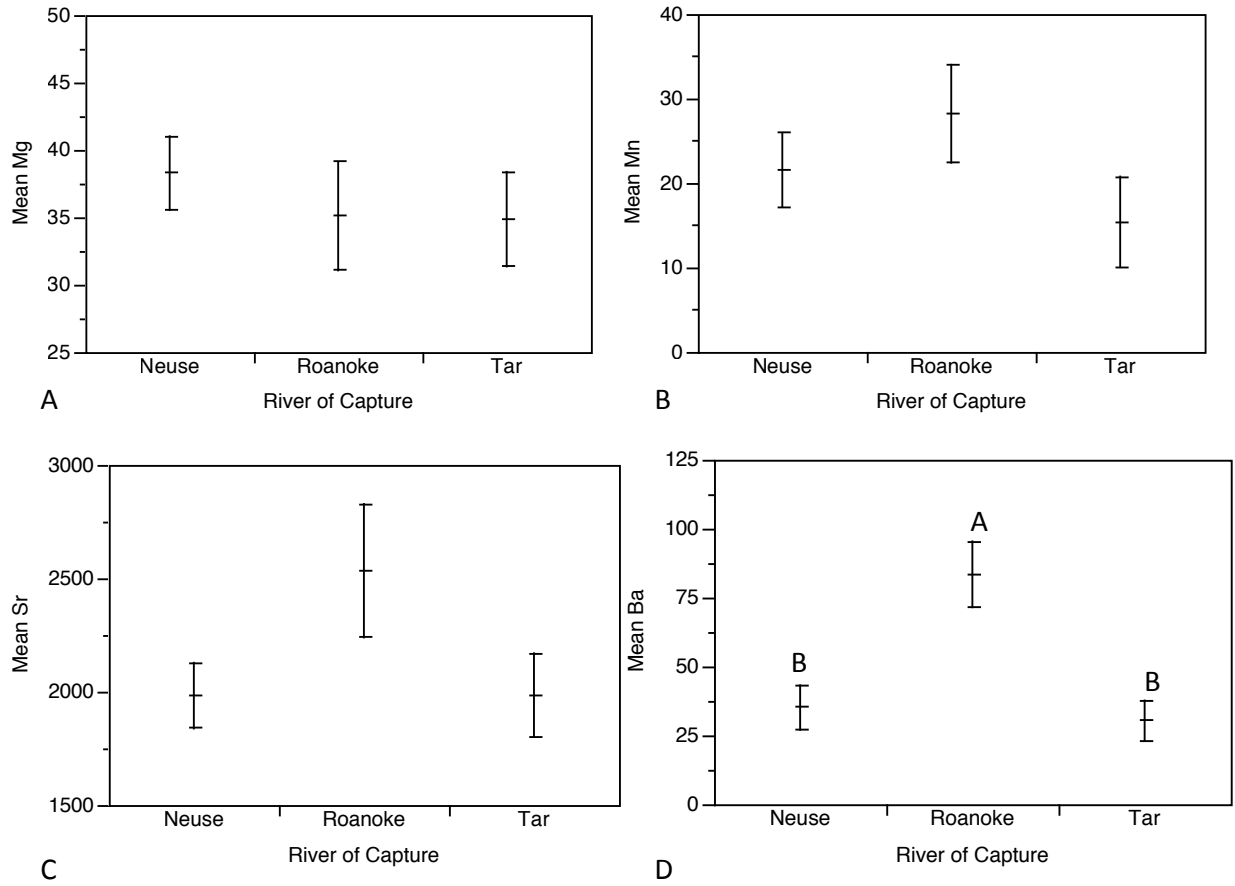 50
45
40
35
30
25
Mean Mg
Neuse Roanoke Tar
River of Capture
A
40
30
20
10
0
Mean Mn
Neuse Roanoke Tar
River of Capture
B
3000
2500
2000
1500
Mean Sr
Neuse Roanoke Tar
River of Capture
C
125
100
75
50
25
0
Mean Ba
B
A
B
Neuse Roanoke Tar
River of Capture
D